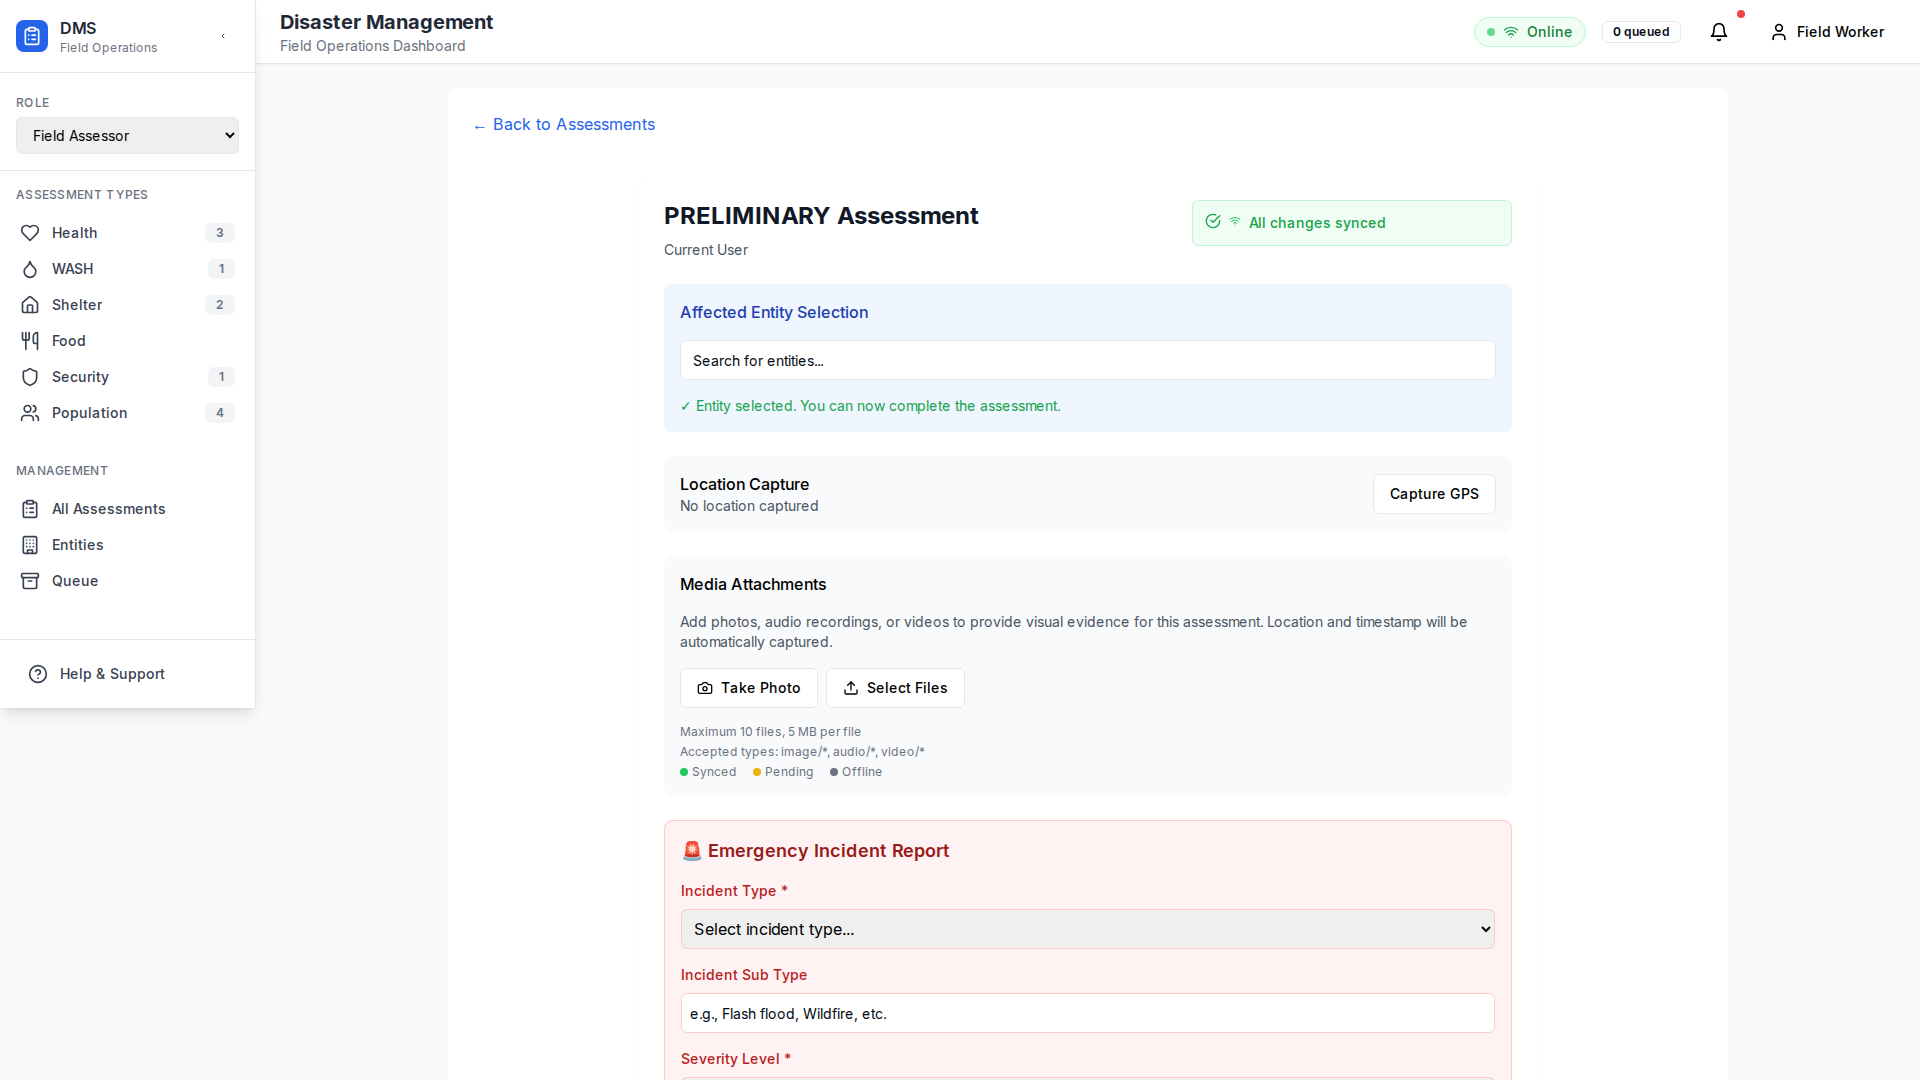 DMS
Field Operations
ROLE
Field Assessor
ASSESSMENT TYPES
Health 3
WASH 1
Shelter 2
Food
Security 1
Population 4
MANAGEMENT
All Assessments
Entities
Queue
Help & Support
Disaster Management
Field Operations Dashboard
Online
0 queued
Field Worker
← Back to Assessments
PRELIMINARY Assessment
Current User
All changes synced
Affected Entity Selection
Search for entities...
✓ Entity selected. You can now complete the assessment.
Location Capture
No location captured
Capture GPS
Media Attachments
Add photos, audio recordings, or videos to provide visual evidence for this assessment. Location and timestamp will be
automatically captured.
Take Photo
Select Files
Maximum 10 files, 5 MB per file
Accepted types: image/*, audio/*, video/*
Synced Pending Offline
🚨 Emergency Incident Report
Incident Type *
Select incident type...
Incident Sub Type
e.g., Flash flood, Wildfire, etc.
Severity Level *